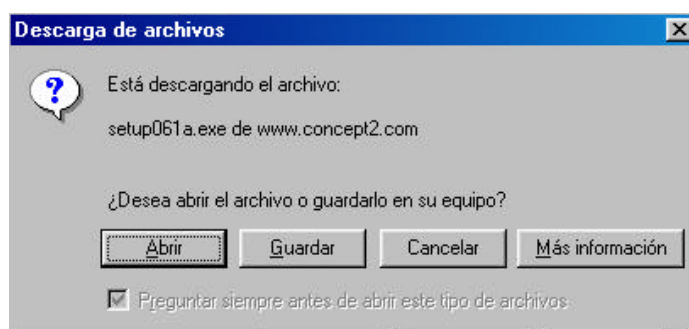 Descarga de archivos
Está descargando el archivo:
setup061a.exe de www.concept2.com
¿Desea abrir el archivo o guardarlo en su equipo?
Abrir Guardar Cancelar Más información
Preguntar siempre antes de abrir este tipo de archivos